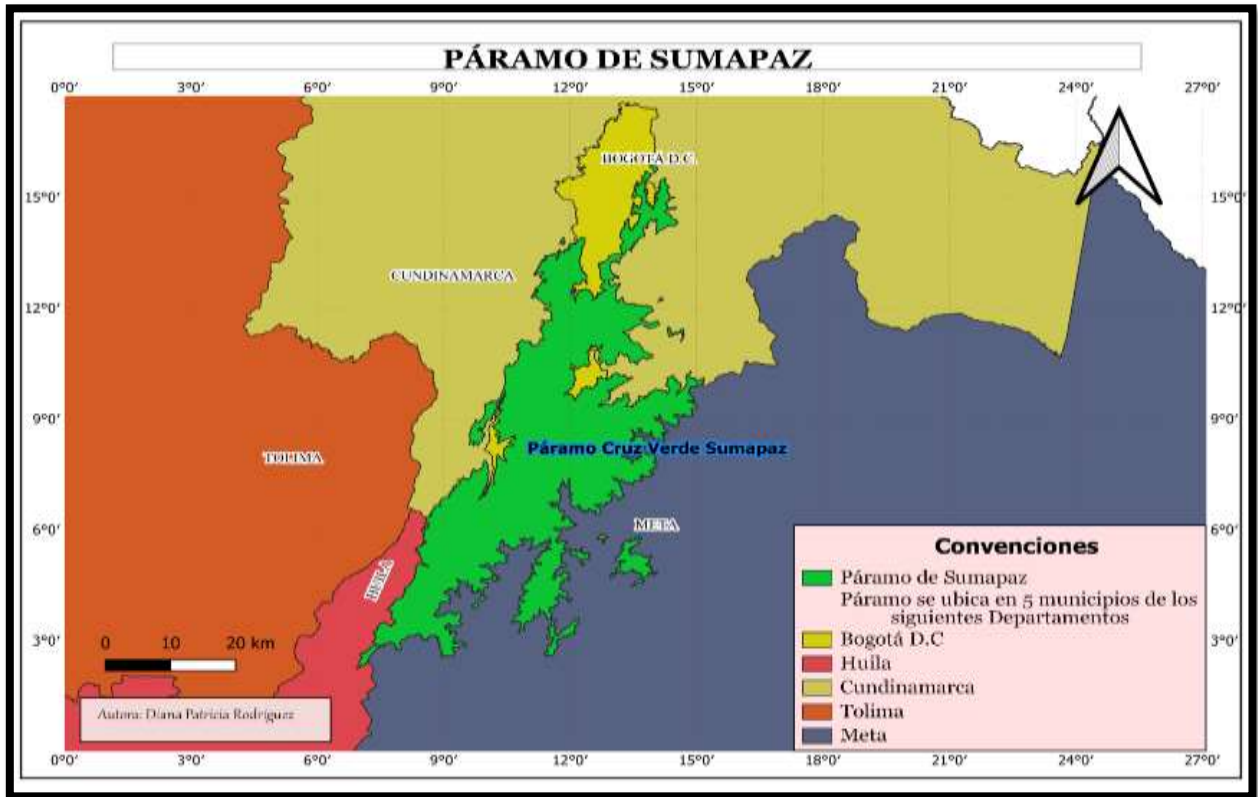 PÁRAMO DE SUMAPAZ
0°0' 3°0' 6°0' 9°0' 12°0' 15°0' 18°0' 21°0' 24°0' 27°0'
BOGOTÁ D.C.
15°0' 15°0'
CUNDINAMARCA
12°0' 12°0'
9°0' 9°0'
Páramo Cruz Verde Sumapaz
TOLIMA
META
6°0' 6°0'
HUILA
3°0' 3°0'
0 10 20 km
Autora: Diana Patricia Rodríguez
Convenciones
Páramo de Sumapaz
Páramo se ubica en 5 municipios de los
siguientes Departamentos
Bogotá D.C
Huila
Cundinamarca
Tolima
Meta
0°0' 3°0' 6°0' 9°0' 12°0' 15°0' 18°0' 21°0' 24°0' 27°0'